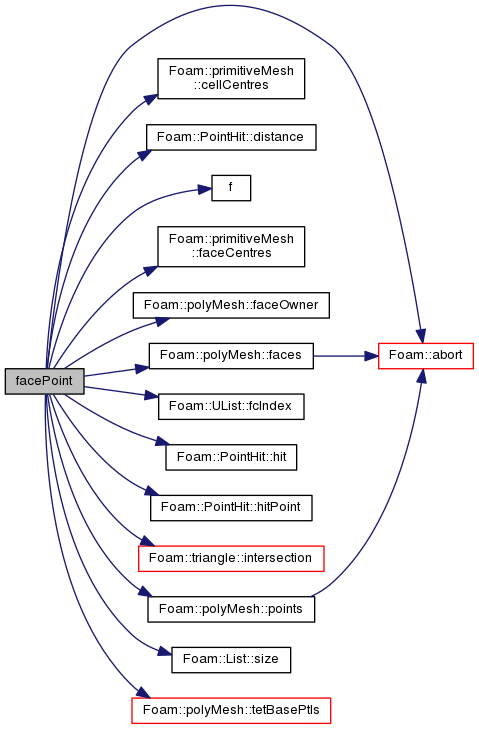 Foam::primitiveMesh
::cellCentres
Foam::PointHit::distance
f
Foam::primitiveMesh
::faceCentres
Foam::polyMesh::faceOwner
Foam::polyMesh::faces
Foam::abort
facePoint
Foam::UList::fcIndex
Foam::PointHit::hit
Foam::PointHit::hitPoint
Foam::triangle::intersection
Foam::polyMesh::points
Foam::List::size
Foam::polyMesh::tetBasePtIs